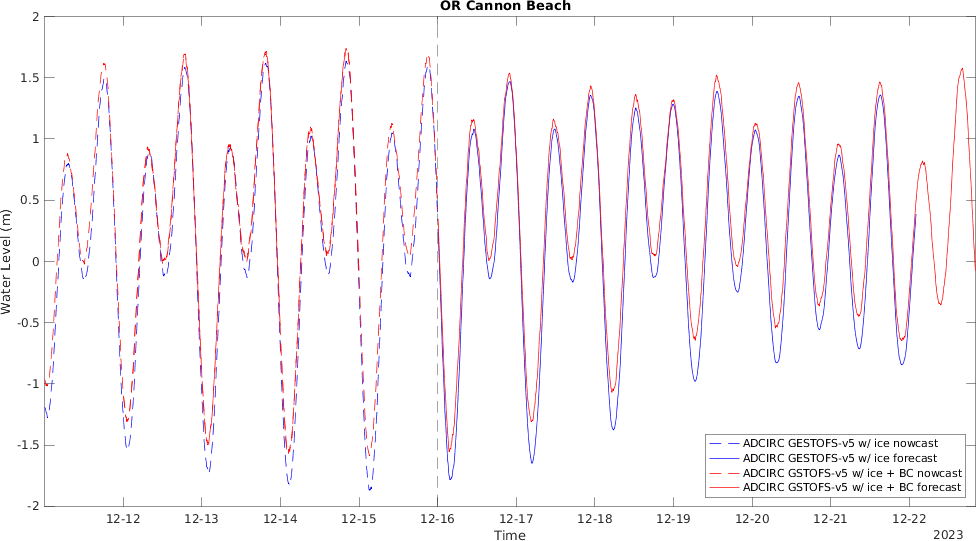 OR Cannon Beach
2
1.5
1
0.5
0
-0.5
-1
-1.5
-2
Water Level (m)
ADCIRC GESTOFS-v5 w/ ice nowcast
ADCIRC GESTOFS-v5 w/ ice forecast
ADCIRC GSTOFS-v5 w/ ice + BC nowcast
ADCIRC GSTOFS-v5 w/ ice + BC forecast
12-12 12-13 12-14 12-15 12-16 12-17 12-18 12-19 12-20 12-21 12-22
Time
2023